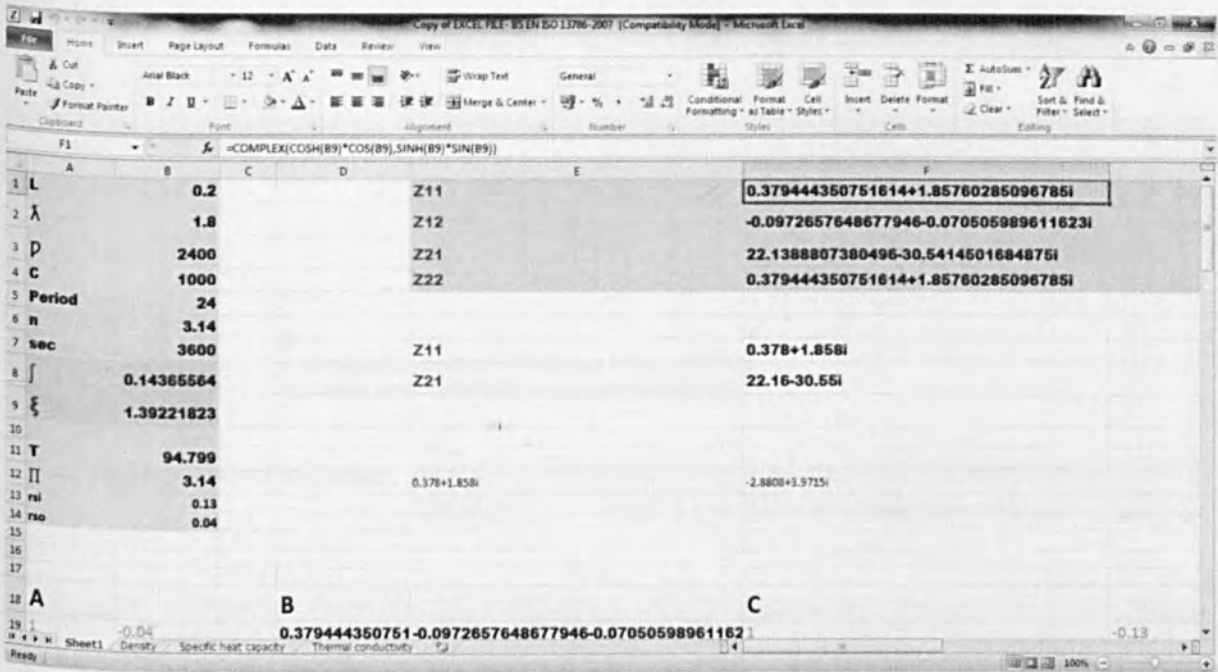 Copy of EXCEL FILE- BS EN ISO 13786-2007 [Compatibility Mode] - Microsoft Excel
File Home Insert Page Layout Formulas Data Review View
Cut Arial Black 12 Wrap Text General Σ AutoSum
Paste Copy Fill
Format Painter B I U Merge & Center Conditional Formatting Format as Table Cell Styles Insert Delete Format Clear Sort & Filter Find & Select
Clipboard Font Alignment Number Styles Cells Editing
F1 fx =COMPLEX(COSH(B9)*COS(B9),SINH(B9)*SIN(B9))
A B C D E F
1 L 0.2 Z11 0.379444350751614+1.85760285096785i
2 λ 1.8 Z12 -0.0972657648677946-0.070505989611623i
3 p 2400 Z21 22.1388807380496-30.5414501684875i
4 c 1000 Z22 0.379444350751614+1.85760285096785i
5 Period 24
6 n 3.14
7 sec 3600 Z11 0.378+1.858i
8 ∫ 0.14365564 Z21 22.16-30.55i
9 ξ 1.39221823
10
11 T 94.799
12 Π 3.14 0.378+1.858i -2.8808+3.9715i
13 rsi 0.13
14 rso 0.04
15
16
17
18 A B C
19 1 -0.04 0.379444350751 -0.0972657648677946-0.07050598961162 1 -0.13
Sheet1 Density Specific heat capacity Thermal conductivity
Ready 100%